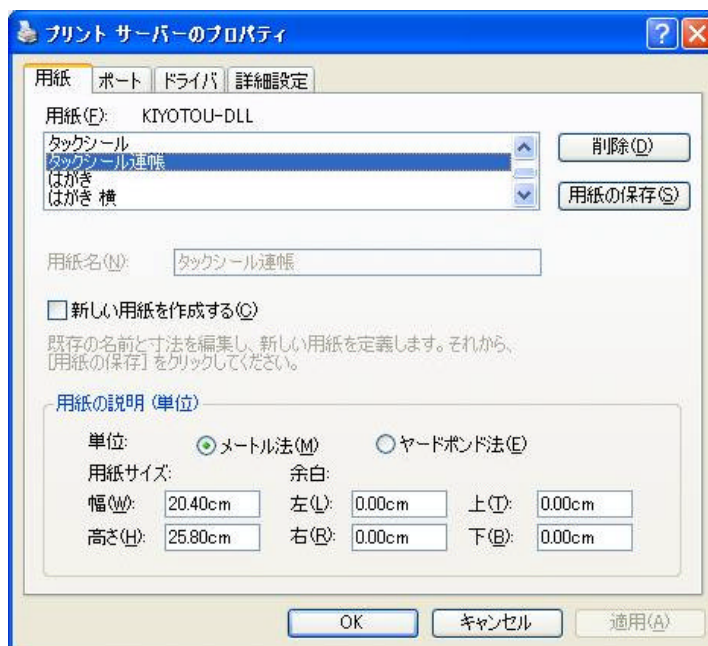 プリント サーバーのプロパティ
用紙 ポート ドライバ 詳細設定
用紙(F): KIYOTOU-DLL
タックシール
タックシール連帳
はがき
はがき 横
削除(D)
用紙の保存(S)
用紙名(N): タックシール連帳
新しい用紙を作成する(C)
既存の名前と寸法を編集し、新しい用紙を定義します。それから、
[用紙の保存] をクリックしてください。
用紙の説明 (単位)
単位: メートル法(M) ヤードポンド法(E)
用紙サイズ: 余白:
幅(W): 20.40cm 左(L): 0.00cm 上(T): 0.00cm
高さ(H): 25.80cm 右(R): 0.00cm 下(B): 0.00cm
OK キャンセル 適用(A)